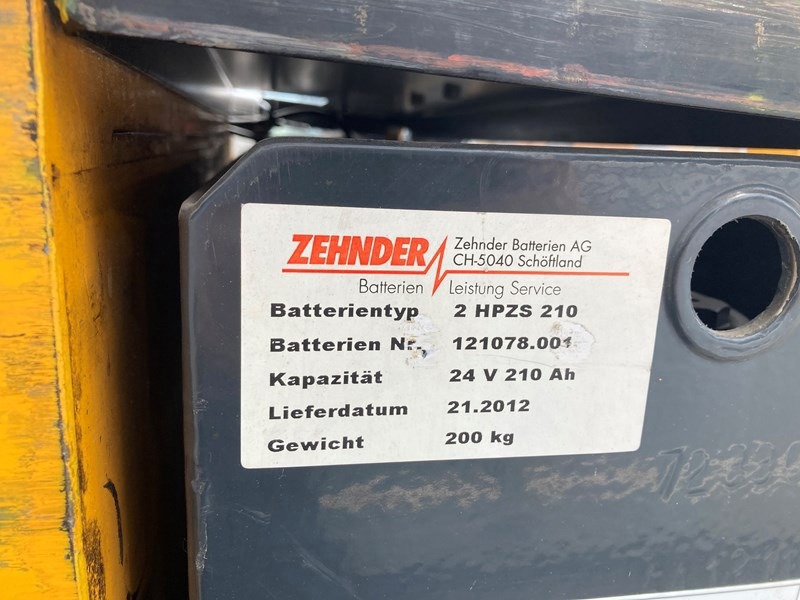 ZEHNDER
Zehnder Batterien AG
CH-5040 Schöftland
Batterien Leistung Service
Batterientyp 2 HPZS 210
Batterien Nr. 121078.001
Kapazität 24 V 210 Ah
Lieferdatum 21.2012
Gewicht 200 kg